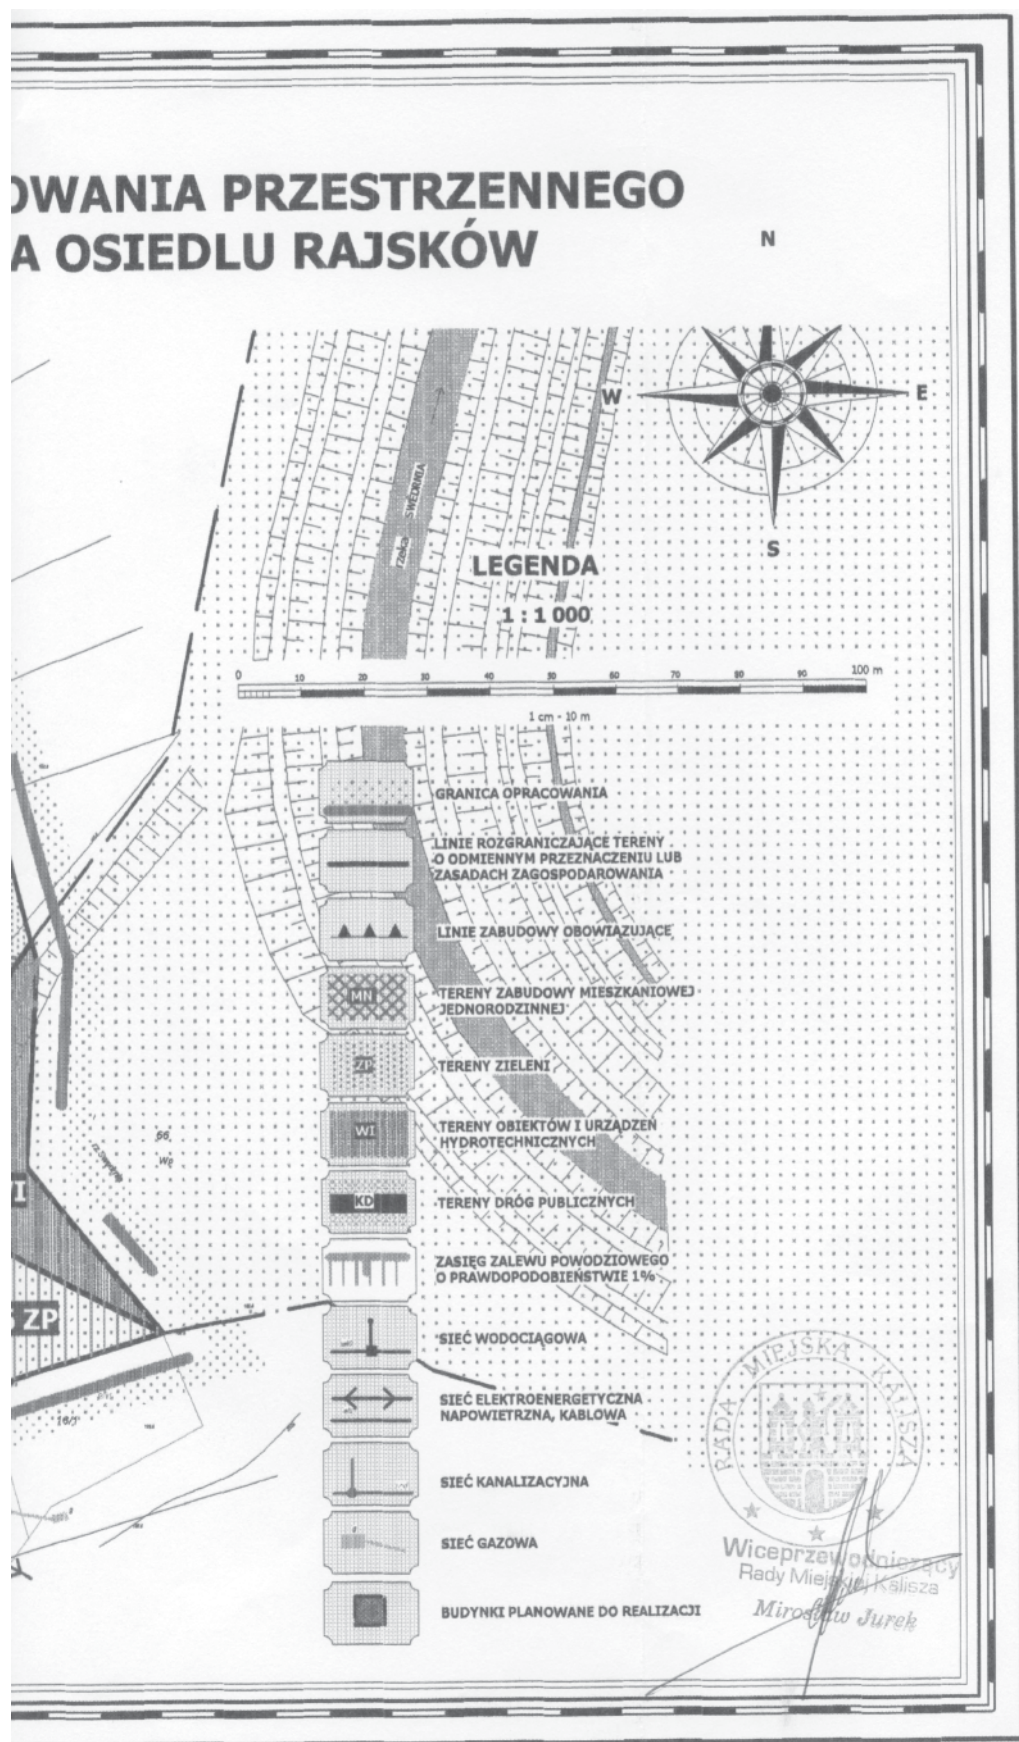 OWANIA PRZESTRZENNEGO
A OSIEDLU RAJSKÓW
N
W
E
S
rzeka SWĘDRNIA
LEGENDA
1 : 1 000
0 10 20 30 40 50 60 70 80 90 100 m
1 cm - 10 m
GRANICA OPRACOWANIA
LINIE ROZGRANICZAJĄCE TERENY
O ODMIENNYM PRZEZNACZENIU LUB
ZASADACH ZAGOSPODAROWANIA
LINIE ZABUDOWY OBOWIĄZUJĄCE
MN
TERENY ZABUDOWY MIESZKANIOWEJ
JEDNORODZINNEJ
ZP
TERENY ZIELENI
WI
TERENY OBIEKTÓW I URZĄDZEŃ
HYDROTECHNICZNYCH
KD
TERENY DRÓG PUBLICZNYCH
ZASIĘG ZALEWU POWODZIOWEGO
O PRAWDOPODOBIEŃSTWIE 1%
SIEĆ WODOCIĄGOWA
SIEĆ ELEKTROENERGETYCZNA
NAPOWIETRZNA, KABLOWA
SIEĆ KANALIZACYJNA
SIEĆ GAZOWA
BUDYNKI PLANOWANE DO REALIZACJI
66
I
ZP
RADA MIEJSKA KALISZA
Wiceprzewodniczący
Rady Miejskiej Kalisza
Mirosław Jurek